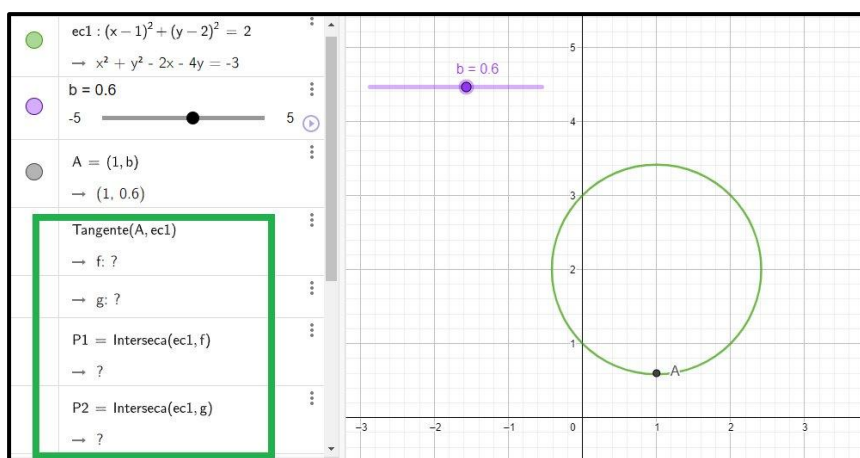 ec1 : (x − 1)² + (y − 2)² = 2
→ x² + y² - 2x - 4y = -3
b = 0.6
-5
5
A = (1, b)
→ (1, 0.6)
Tangente(A, ec1)
→ f: ?
→ g: ?
P1 = Interseca(ec1, f)
→ ?
P2 = Interseca(ec1, g)
→ ?
b = 0.6
5
4
3
2
1
0
A
−3
−2
−1
1
2
3